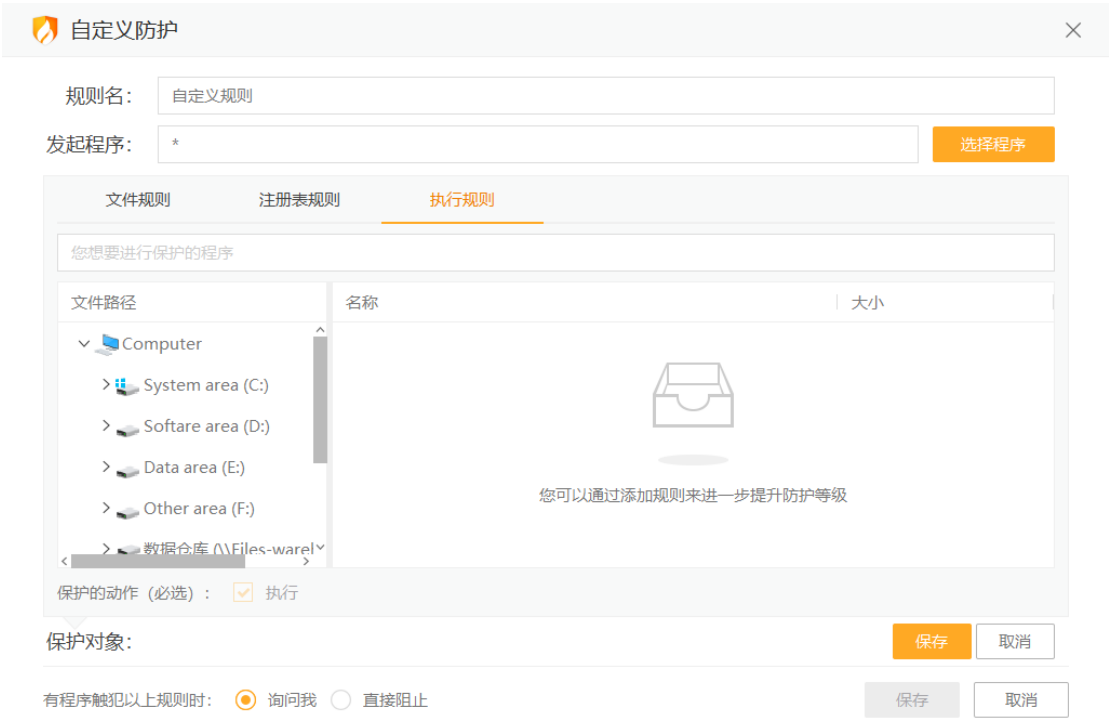 自定义防护
规则名：
自定义规则
发起程序：
*
选择程序
文件规则
注册表规则
执行规则
您想要进行保护的程序
文件路径
名称
大小
Computer
System area (C:)
Softare area (D:)
Data area (E:)
Other area (F:)
数据仓库 (\\Files-warel
您可以通过添加规则来进一步提升防护等级
保护的动作（必选）：
执行
保护对象：
保存
取消
有程序触犯以上规则时：
询问我
直接阻止
保存
取消